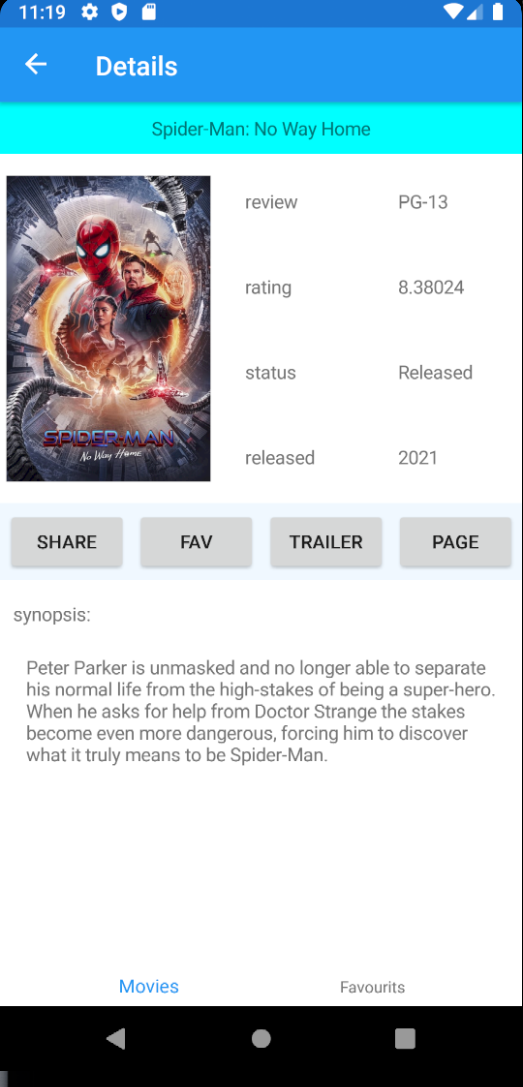 11:19
Details
Spider-Man: No Way Home
review PG-13
rating 8.38024
status Released
released 2021
SPIDER-MAN
No Way Home
SHARE FAV TRAILER PAGE
synopsis:
Peter Parker is unmasked and no longer able to separate
his normal life from the high-stakes of being a super-hero.
When he asks for help from Doctor Strange the stakes
become even more dangerous, forcing him to discover
what it truly means to be Spider-Man.
Movies Favourits